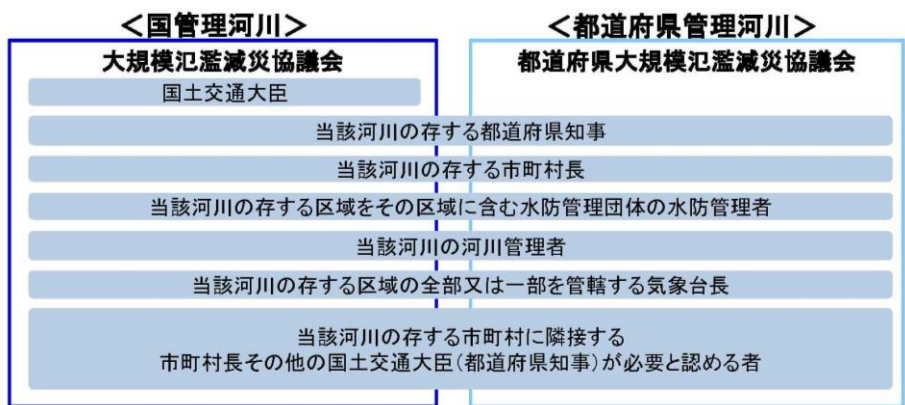 ＜国管理河川＞
＜都道府県管理河川＞
大規模氾濫減災協議会
都道府県大規模氾濫減災協議会
国土交通大臣
当該河川の存する都道府県知事
当該河川の存する市町村長
当該河川の存する区域をその区域に含む水防管理団体の水防管理者
当該河川の河川管理者
当該河川の存する区域の全部又は一部を管轄する気象台長
当該河川の存する市町村に隣接する
市町村長その他の国土交通大臣(都道府県知事)が必要と認める者